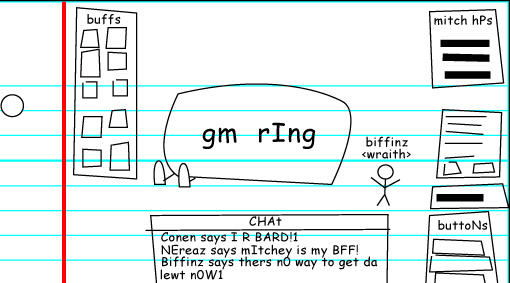 buffs
mitch hPs
gm rIng
biffinz
<wraith>
buttoNs
CHAt
Conen says I R BARD!1
NEreaz says mItchey is my BFF!
Biffinz says thers n0 way to get da
lewt n0W1